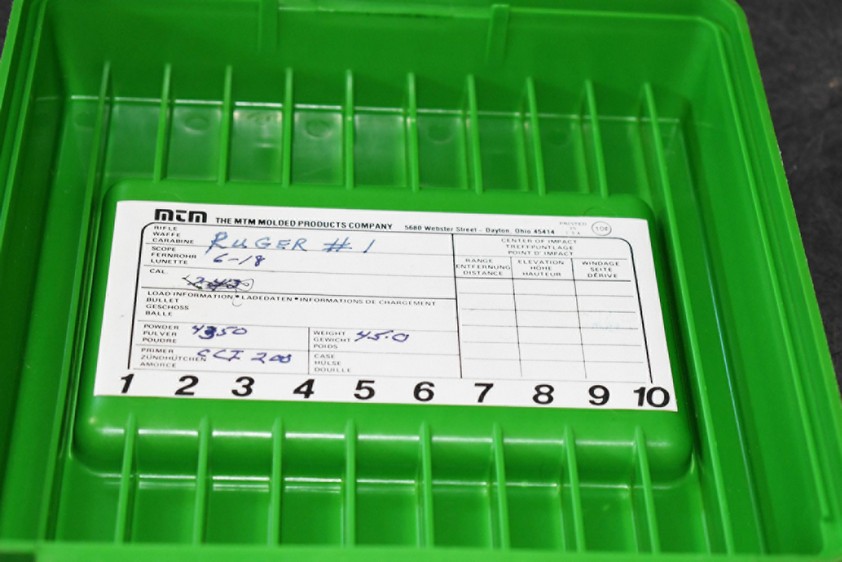 mtm THE MTM MOLDED PRODUCTS COMPANY 5680 Webster Street - Dayton, Ohio 45414
RIFLE
WAFFE
CARABINE
RUGER # 1
SCOPE
FERNROHR
LUNETTE
6-18
CAL.
LOAD INFORMATION • LADEDATEN • INFORMATIONS DE CHARGEMENT
BULLET
GESCHOSS
BALLE
POWDER
PULVER
POUDRE
4350
WEIGHT
GEWICHT
POIDS
45.0
PRIMER
ZÜNDHÜTCHEN
AMORCE
CCI 200
CASE
HÜLSE
DOUILLE
CENTER OF IMPACT
TREFFPUNTLAGE
POINT D'IMPACT
RANGE
ENTFERNUNG
DISTANCE
ELEVATION
HÖHE
HAUTEUR
WINDAGE
SEITE
DÉRIVE
1 2 3 4 5 6 7 8 9 10